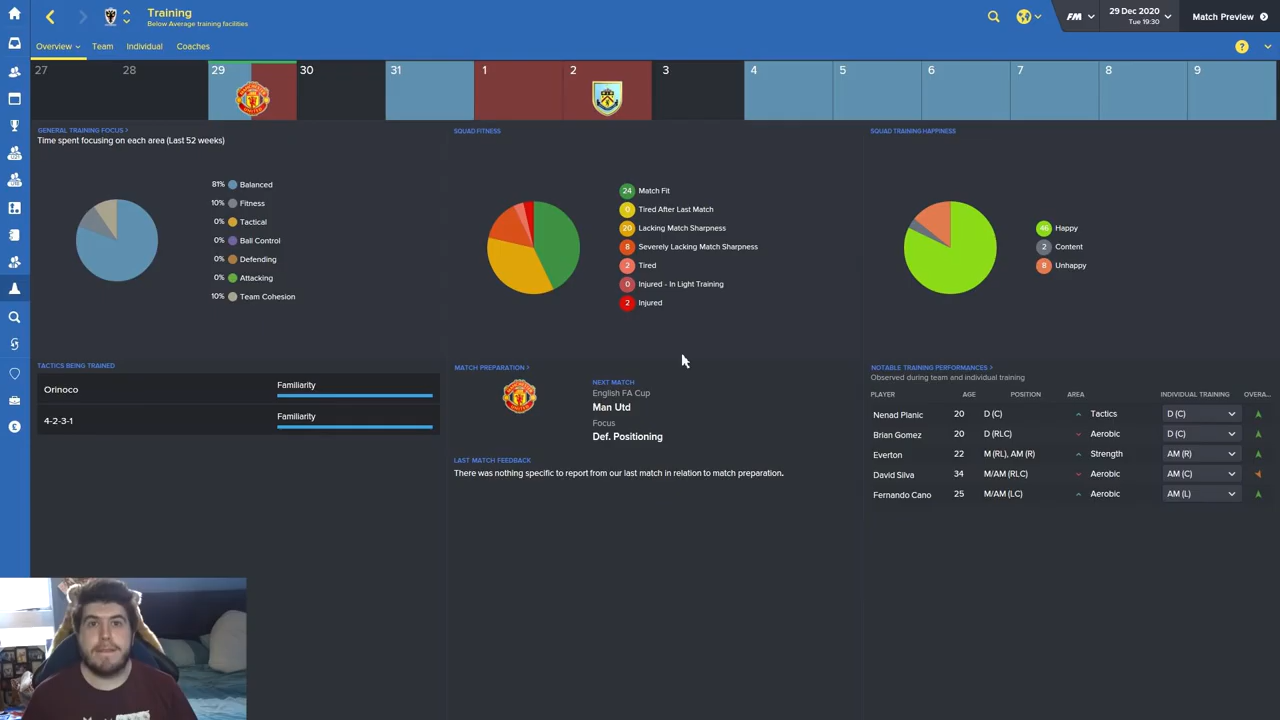 Training
Below Average training facilities
FM
29 Dec 2020
Tue 19:30
Match Preview
Overview
Team
Individual
Coaches
?
27
28
29
30
31
1
2
3
4
5
6
7
8
9
GENERAL TRAINING FOCUS >
Time spent focusing on each area (Last 52 weeks)
81% Balanced
10% Fitness
0% Tactical
0% Ball Control
0% Defending
0% Attacking
10% Team Cohesion
SQUAD FITNESS
24 Match Fit
0 Tired After Last Match
20 Lacking Match Sharpness
8 Severely Lacking Match Sharpness
2 Tired
0 Injured - In Light Training
2 Injured
SQUAD TRAINING HAPPINESS
46 Happy
2 Content
8 Unhappy
TACTICS BEING TRAINED
Orinoco
Familiarity
4-2-3-1
Familiarity
MATCH PREPARATION >
NEXT MATCH
English FA Cup
Man Utd
Focus
Def. Positioning
LAST MATCH FEEDBACK
There was nothing specific to report from our last match in relation to match preparation.
NOTABLE TRAINING PERFORMANCES >
Observed during team and individual training
PLAYER AGE POSITION AREA INDIVIDUAL TRAINING OVERA...
Nenad Planic 20 D (C) Tactics D (C)
Brian Gomez 20 D (RLC) Aerobic D (C)
Everton 22 M (RL), AM (R) Strength AM (R)
David Silva 34 M/AM (RLC) Aerobic AM (C)
Fernando Cano 25 M/AM (LC) Aerobic AM (L)